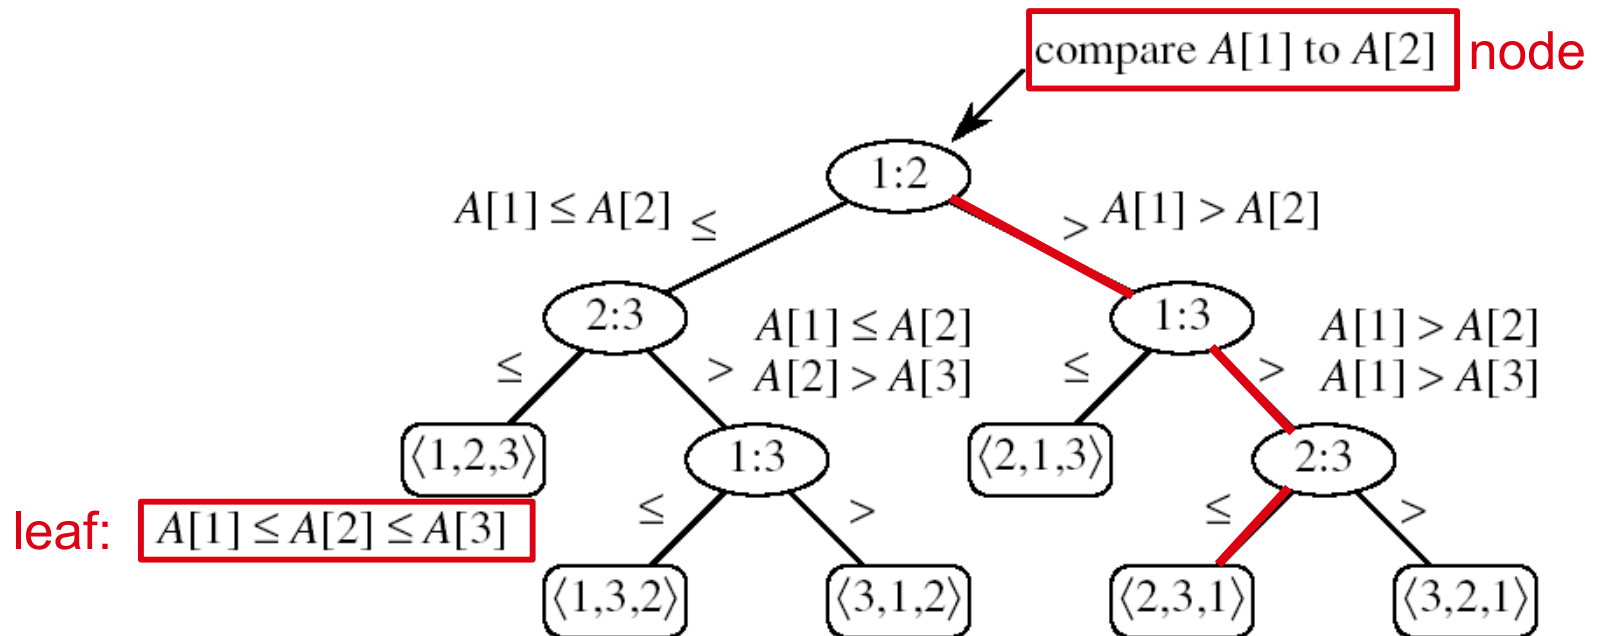 compare A[1] to A[2] node
1:2
A[1] ≤ A[2] ≤ > A[1] > A[2]
2:3 A[1] ≤ A[2] 1:3 A[1] > A[2]
≤ > A[2] > A[3] ≤ > A[1] > A[3]
⟨1,2,3⟩ 1:3 ⟨2,1,3⟩ 2:3
leaf: A[1] ≤ A[2] ≤ A[3] ≤ > ≤ >
⟨1,3,2⟩ ⟨3,1,2⟩ ⟨2,3,1⟩ ⟨3,2,1⟩